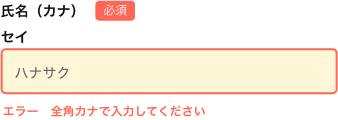 氏名（カナ） 必須
セイ
ハナサク
エラー　全角カナで入力してください